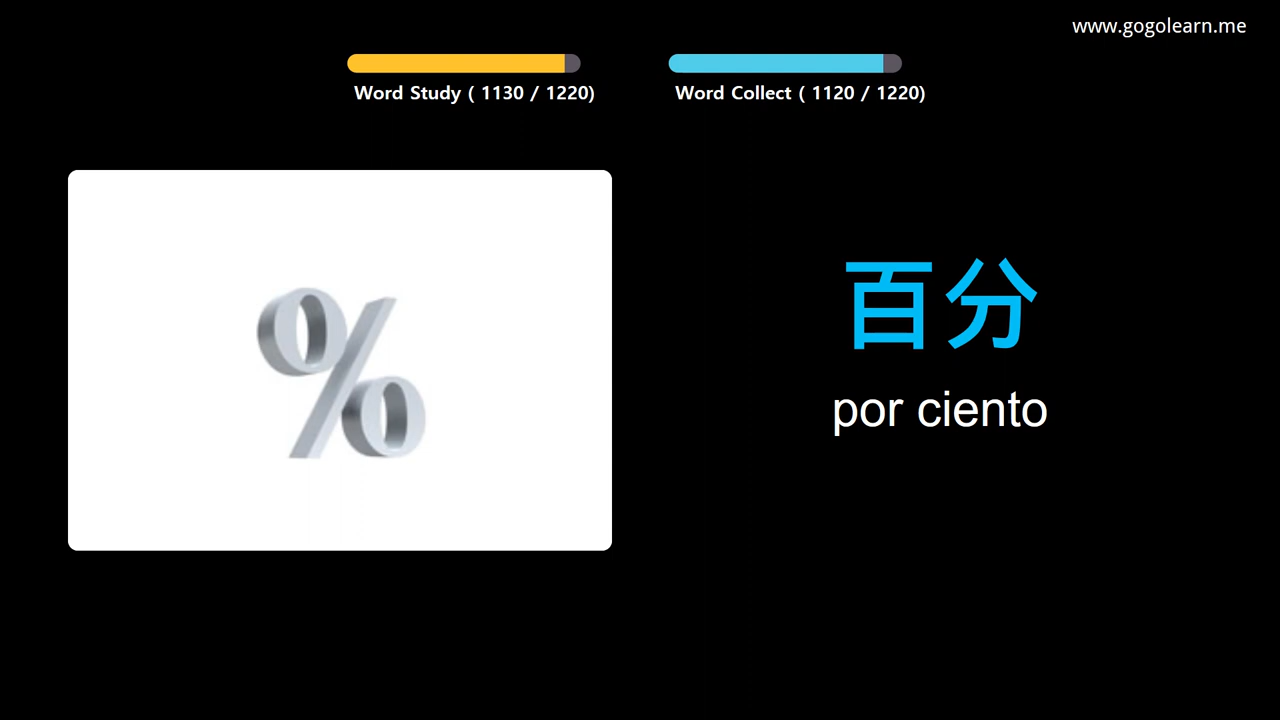 www.gogolearn.me
Word Study ( 1130 / 1220)
Word Collect ( 1120 / 1220)
%
百分
por ciento